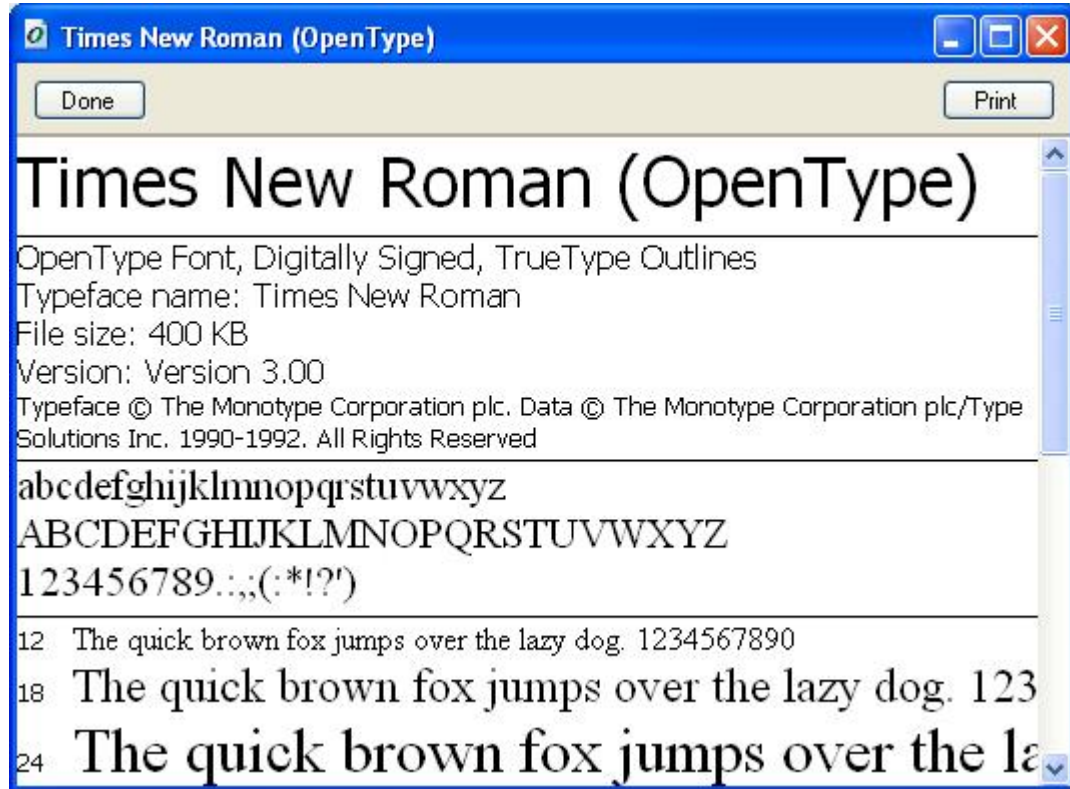 Times New Roman (OpenType)
Done
Print
Times New Roman (OpenType)
OpenType Font, Digitally Signed, TrueType Outlines
Typeface name: Times New Roman
File size: 400 KB
Version: Version 3.00
Typeface © The Monotype Corporation plc. Data © The Monotype Corporation plc/Type
Solutions Inc. 1990-1992. All Rights Reserved
abcdefghijklmnopqrstuvwxyz
ABCDEFGHIJKLMNOPQRSTUVWXYZ
123456789.:,;(:*!?')
12 The quick brown fox jumps over the lazy dog. 1234567890
18 The quick brown fox jumps over the lazy dog. 123
24 The quick brown fox jumps over the la